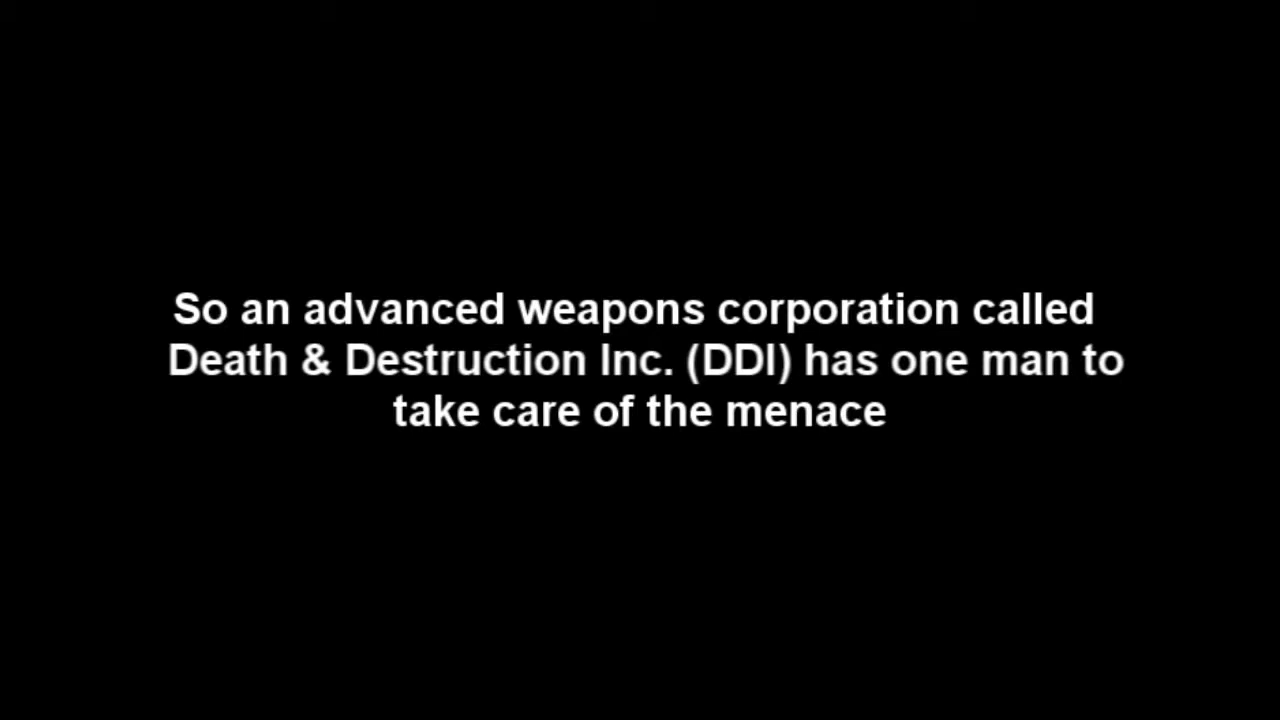 So an advanced weapons corporation called
Death & Destruction Inc. (DDI) has one man to
take care of the menace